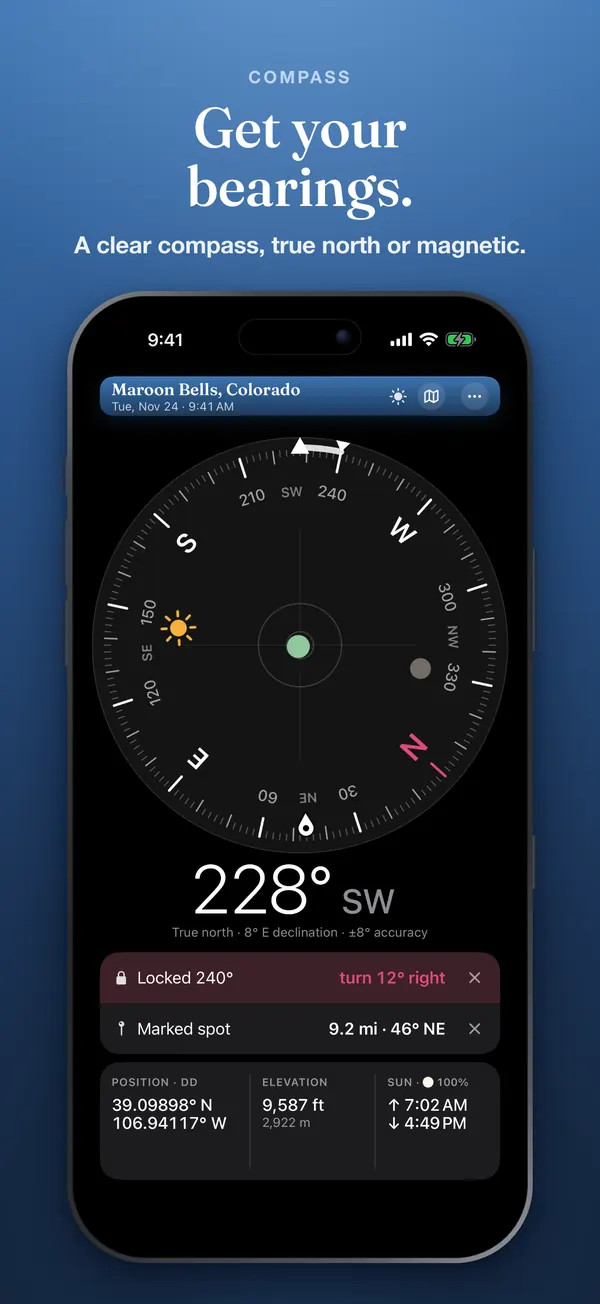 COMPASS
Get your
bearings.
A clear compass, true north or magnetic.
9:41
Maroon Bells, Colorado
Tue, Nov 24 · 9:41 AM
210 SW 240
S W
150 300
SE NW
120 330
E N
60 NE 30
228° SW
True north · 8° E declination · ±8° accuracy
Locked 240° turn 12° right
Marked spot 9.2 mi · 46° NE
POSITION · DD ELEVATION SUN · 100%
39.09898° N 9,587 ft ↑ 7:02 AM
106.94117° W 2,922 m ↓ 4:49 PM